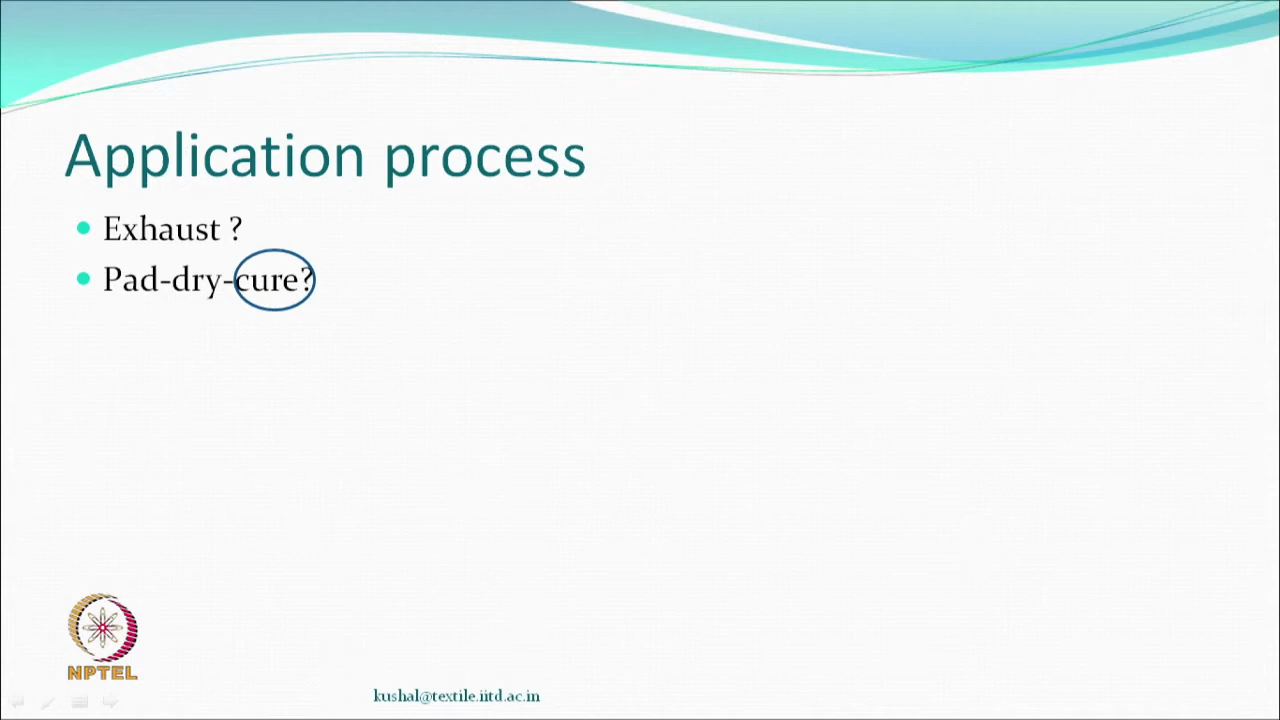 Application process
Exhaust ?
Pad-dry-cure?
NPTEL
kushal@textile.iitd.ac.in